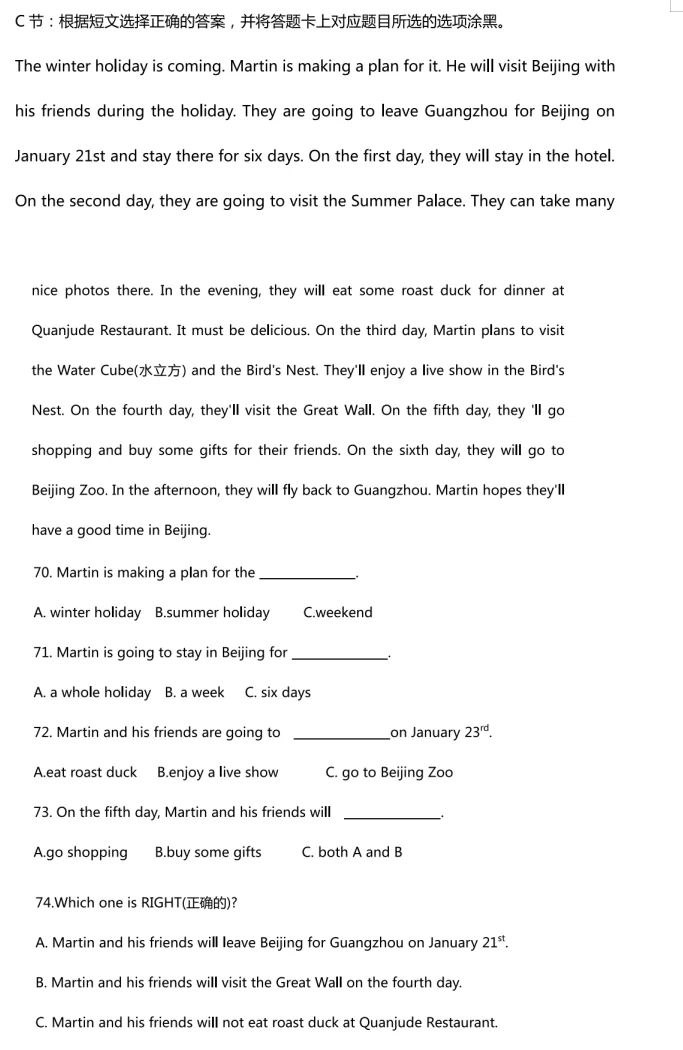 C 节：根据短文选择正确的答案，并将答题卡上对应题目所选的选项涂黑。
The winter holiday is coming. Martin is making a plan for it. He will visit Beijing with
his friends during the holiday. They are going to leave Guangzhou for Beijing on
January 21st and stay there for six days. On the first day, they will stay in the hotel.
On the second day, they are going to visit the Summer Palace. They can take many
nice photos there. In the evening, they will eat some roast duck for dinner at
Quanjude Restaurant. It must be delicious. On the third day, Martin plans to visit
the Water Cube(水立方) and the Bird's Nest. They'll enjoy a live show in the Bird's
Nest. On the fourth day, they'll visit the Great Wall. On the fifth day, they 'll go
shopping and buy some gifts for their friends. On the sixth day, they will go to
Beijing Zoo. In the afternoon, they will fly back to Guangzhou. Martin hopes they'll
have a good time in Beijing.
70. Martin is making a plan for the ____________.
A. winter holiday B.summer holiday C.weekend
71. Martin is going to stay in Beijing for ____________.
A. a whole holiday B. a week C. six days
72. Martin and his friends are going to ____________on January 23rd.
A.eat roast duck B.enjoy a live show C. go to Beijing Zoo
73. On the fifth day, Martin and his friends will ____________.
A.go shopping B.buy some gifts C. both A and B
74.Which one is RIGHT(正确的)?
A. Martin and his friends will leave Beijing for Guangzhou on January 21st.
B. Martin and his friends will visit the Great Wall on the fourth day.
C. Martin and his friends will not eat roast duck at Quanjude Restaurant.